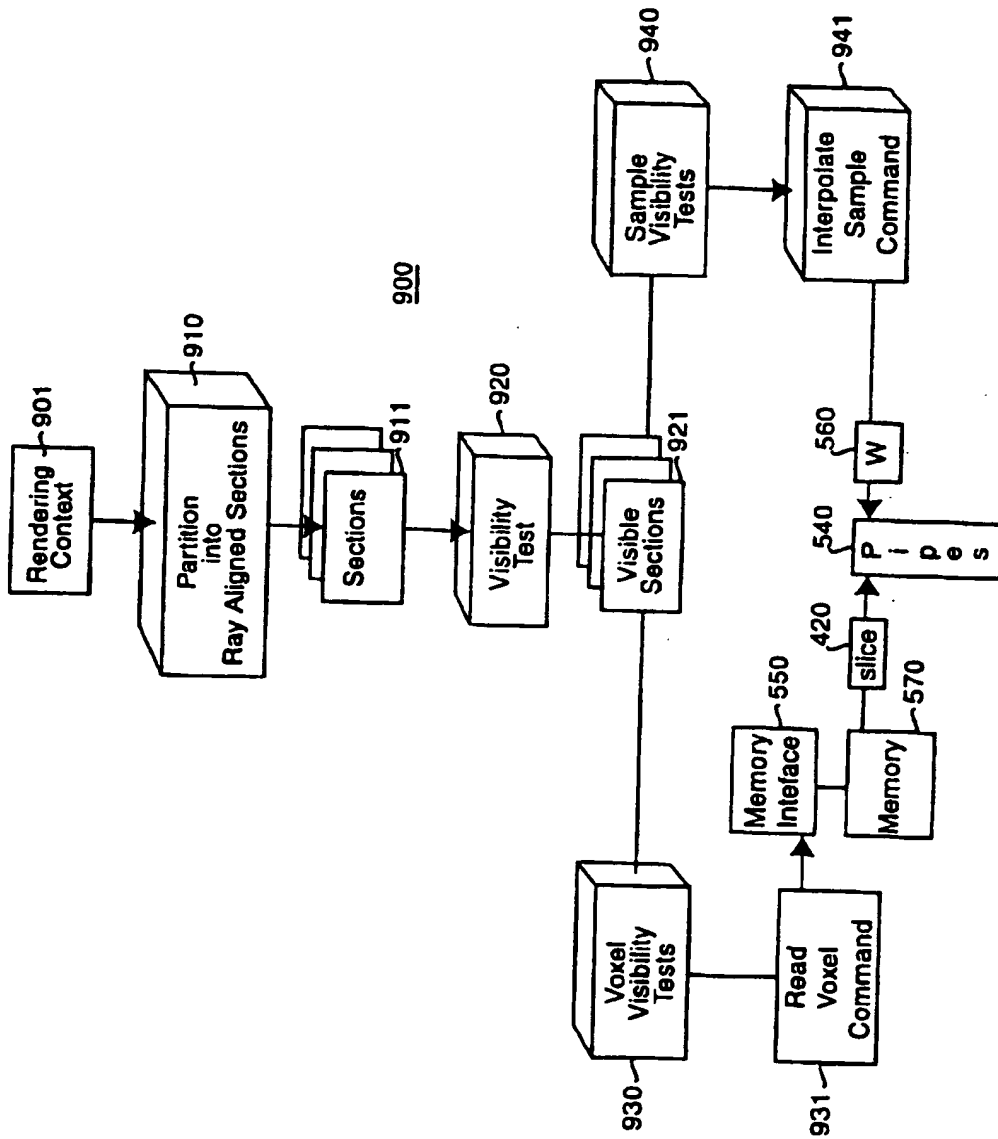 901
Rendering
Context
910
Partition
into
Ray Aligned Sections
911
Sections
900
920
Visibility
Test
921
Visible
Sections
930
Voxel
Visibility
Tests
940
Sample
Visibility
Tests
931
Read
Voxel
Command
941
Interpolate
Sample
Command
550
Memory
Inteface
570
Memory
420
slice
540
Pipes
560
W